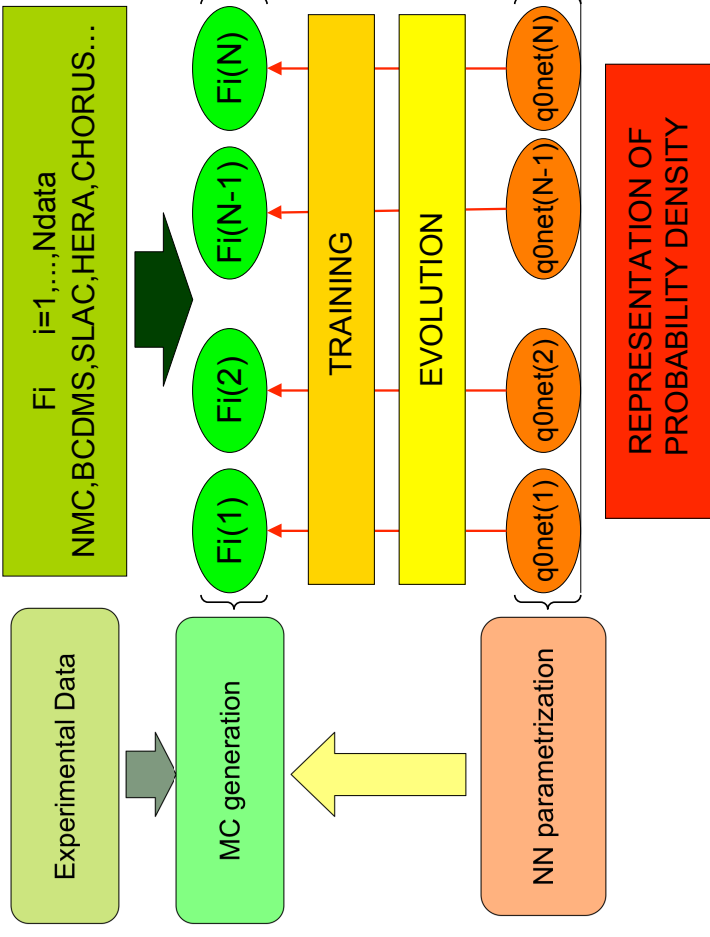 Experimental Data
Fi i=1,...,Ndata
NMC,BCDMS,SLAC,HERA,CHORUS...
MC generation
Fi(1)
Fi(2)
Fi(N-1)
Fi(N)
TRAINING
EVOLUTION
NN parametrization
q0net(1)
q0net(2)
q0net(N-1)
q0net(N)
REPRESENTATION OF
PROBABILITY DENSITY